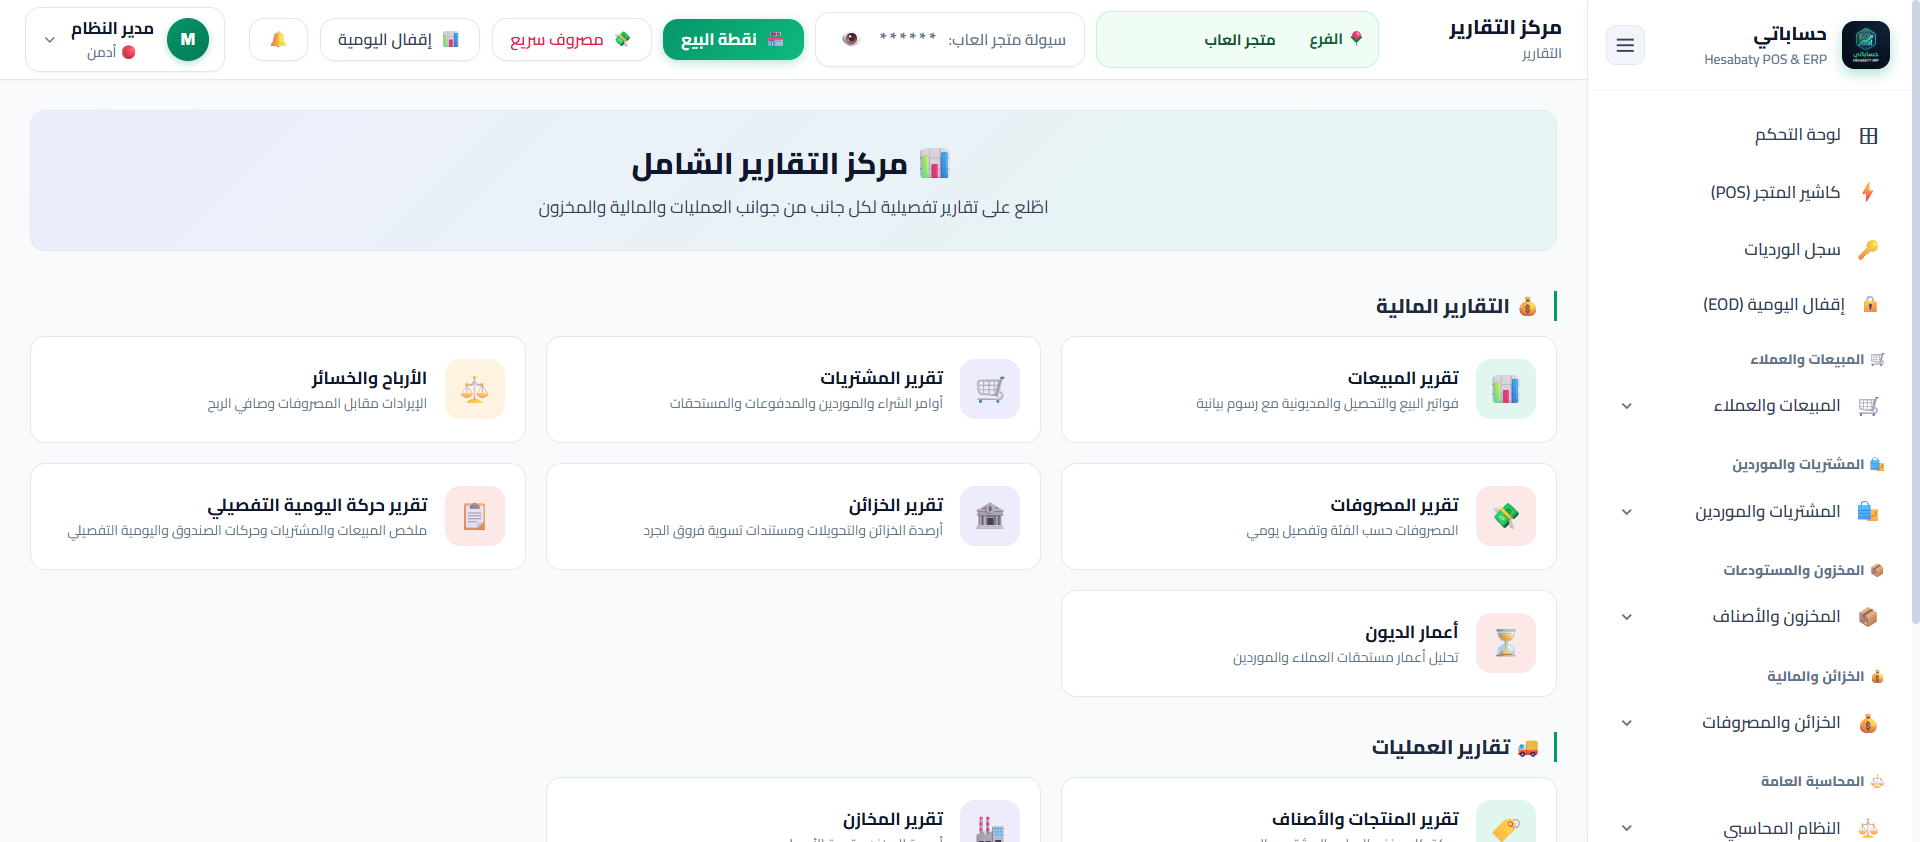 حساباتي
Hesabaty POS & ERP
لوحة التحكم
كاشير المتجر (POS)
سجل الورديات
إقفال اليومية (EOD)
المبيعات والعملاء
المبيعات والعملاء
المشتريات والموردين
المشتريات والموردين
المخزون والمستودعات
المخزون والأصناف
الخزائن والمالية
الخزائن والمصروفات
المحاسبة العامة
النظام المحاسبي
مركز التقارير
التقارير
الفرع
متجر العاب
سيولة متجر العاب: ******
نقطة البيع
مصروف سريع
إقفال اليومية
M
مدير النظام
أدمن
مركز التقارير الشامل
اطّلع على تقارير تفصيلية لكل جانب من جوانب العمليات والمالية والمخزون
التقارير المالية
تقرير المبيعات
فواتير البيع والتحصيل والمديونية مع رسوم بيانية
تقرير المشتريات
أوامر الشراء والموردين والمدفوعات والمستحقات
الأرباح والخسائر
الإيرادات مقابل المصروفات وصافي الربح
تقرير المصروفات
المصروفات حسب الفئة وتفصيل يومي
تقرير الخزائن
أرصدة الخزائن والتحويلات ومستندات تسوية فروق الجرد
تقرير حركة اليومية التفصيلي
ملخص المبيعات والمشتريات وحركات الصندوق واليومية التفصيلي
أعمار الديون
تحليل أعمار مستحقات العملاء والموردين
تقارير العمليات
تقرير المنتجات والأصناف
تقرير المخازن